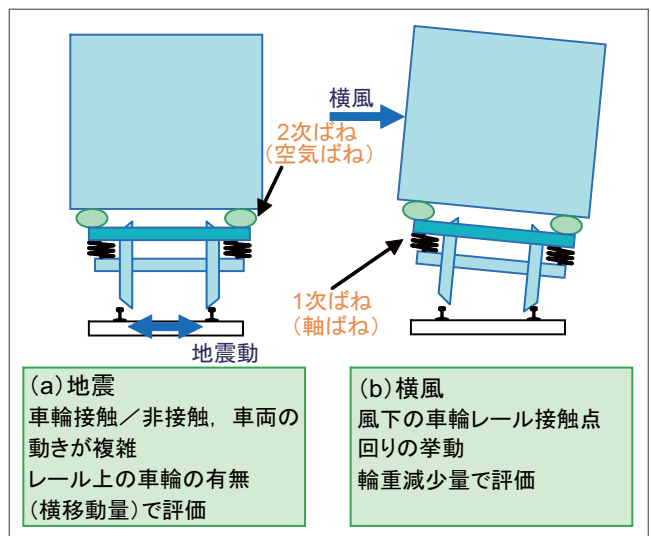 横風
2次ばね
(空気ばね)
1次ばね
(軸ばね)
地震動
(a)地震
車輪接触／非接触，車両の
動きが複雑
レール上の車輪の有無
(横移動量)で評価
(b)横風
風下の車輪レール接触点
回りの挙動
輪重減少量で評価